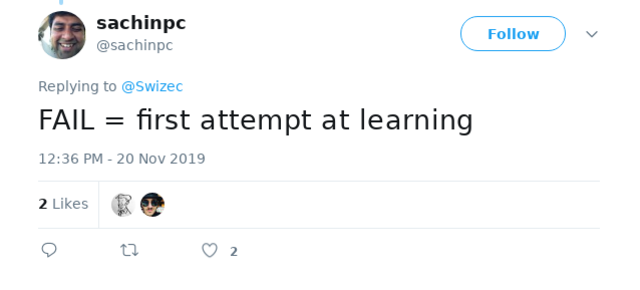 sachinpc
@sachinpc
Follow
Replying to @Swizec
FAIL = first attempt at learning
12:36 PM - 20 Nov 2019
2 Likes
2